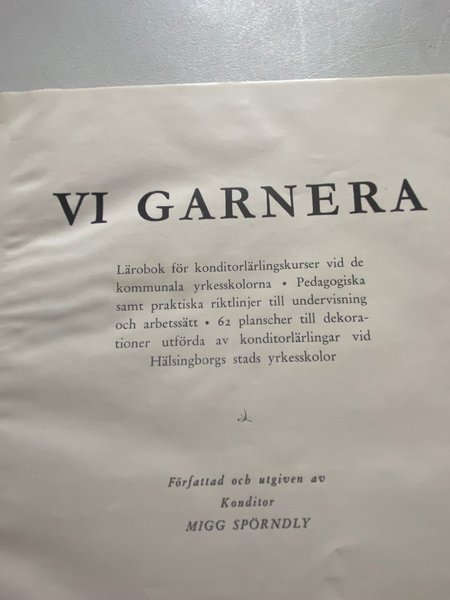 VI GARNERA
Lärobok för konditorlärlingskurser vid de
kommunala yrkesskolorna • Pedagogiska
samt praktiska riktlinjer till undervisning
och arbetssätt • 62 planscher till dekora-
tioner utförda av konditorlärlingar vid
Hälsingborgs stads yrkesskolor
Författad och utgiven av
Konditor
MIGG SPÖRNDLY